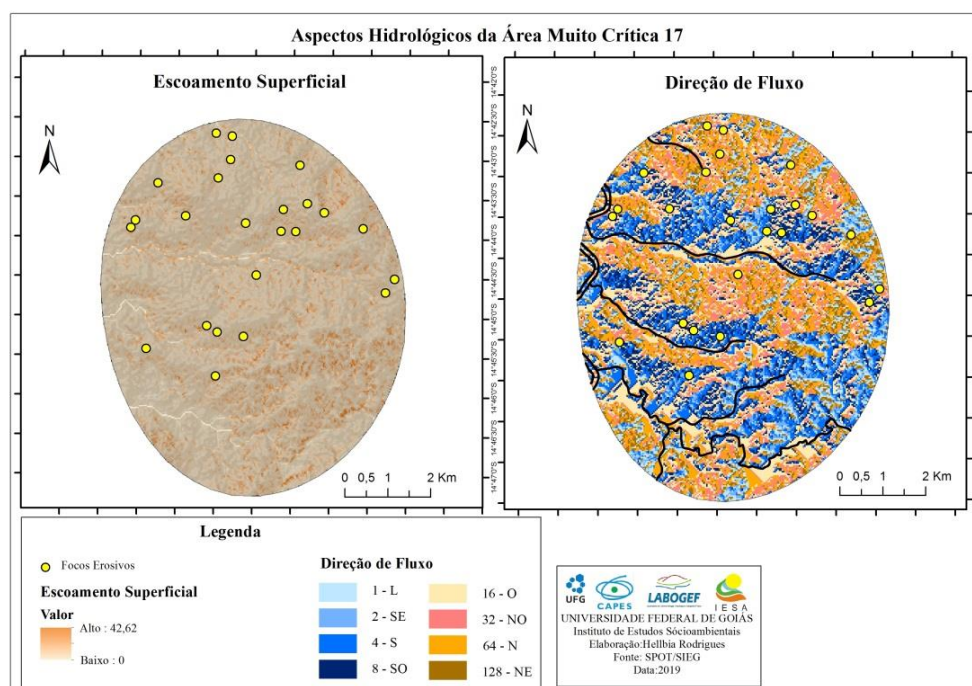 Aspectos Hidrológicos da Área Muito Crítica 17
Escoamento Superficial
N
0 0,5 1 2 Km
14°42'0"S
14°42'30"S
14°43'0"S
14°43'30"S
14°44'0"S
14°44'30"S
14°45'0"S
14°45'30"S
14°46'0"S
14°46'30"S
14°47'0"S
Direção de Fluxo
N
0 0,5 1 2 Km
Legenda
Focos Erosivos
Escoamento Superficial
Valor
Alto : 42,62
Baixo : 0
Direção de Fluxo
1 - L
2 - SE
4 - S
8 - SO
16 - O
32 - NO
64 - N
128 - NE
UFG
CAPES
LABOGEF
IESA
UNIVERSIDADE FEDERAL DE GOIÁS
Instituto de Estudos Sócioambientais
Elaboração:Hellbia Rodrigues
Fonte: SPOT/SIEG
Data:2019